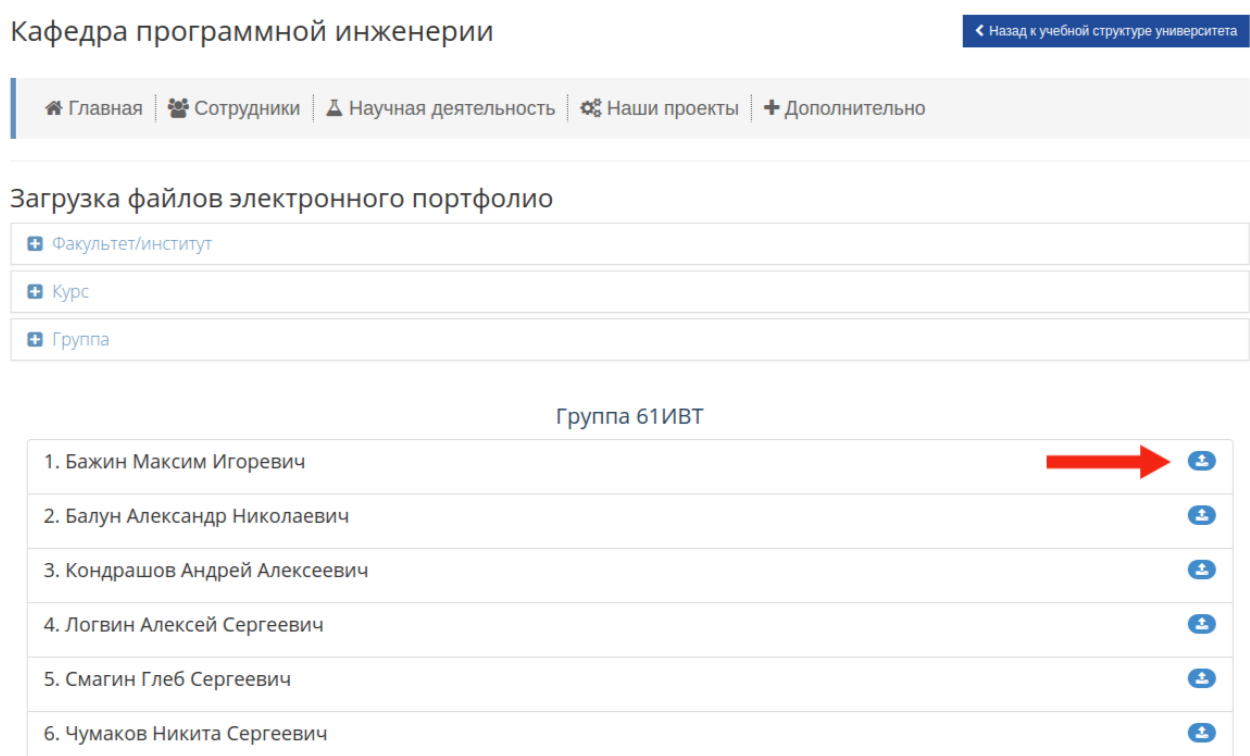 Кафедра программной инженерии
Назад к учебной структуре университета
Главная Сотрудники Научная деятельность Наши проекты Дополнительно
Загрузка файлов электронного портфолио
Факультет/институт
Курс
Группа
Группа 61ИВТ
1. Бажин Максим Игоревич
2. Балун Александр Николаевич
3. Кондрашов Андрей Алексеевич
4. Логвин Алексей Сергеевич
5. Смагин Глеб Сергеевич
6. Чумаков Никита Сергеевич